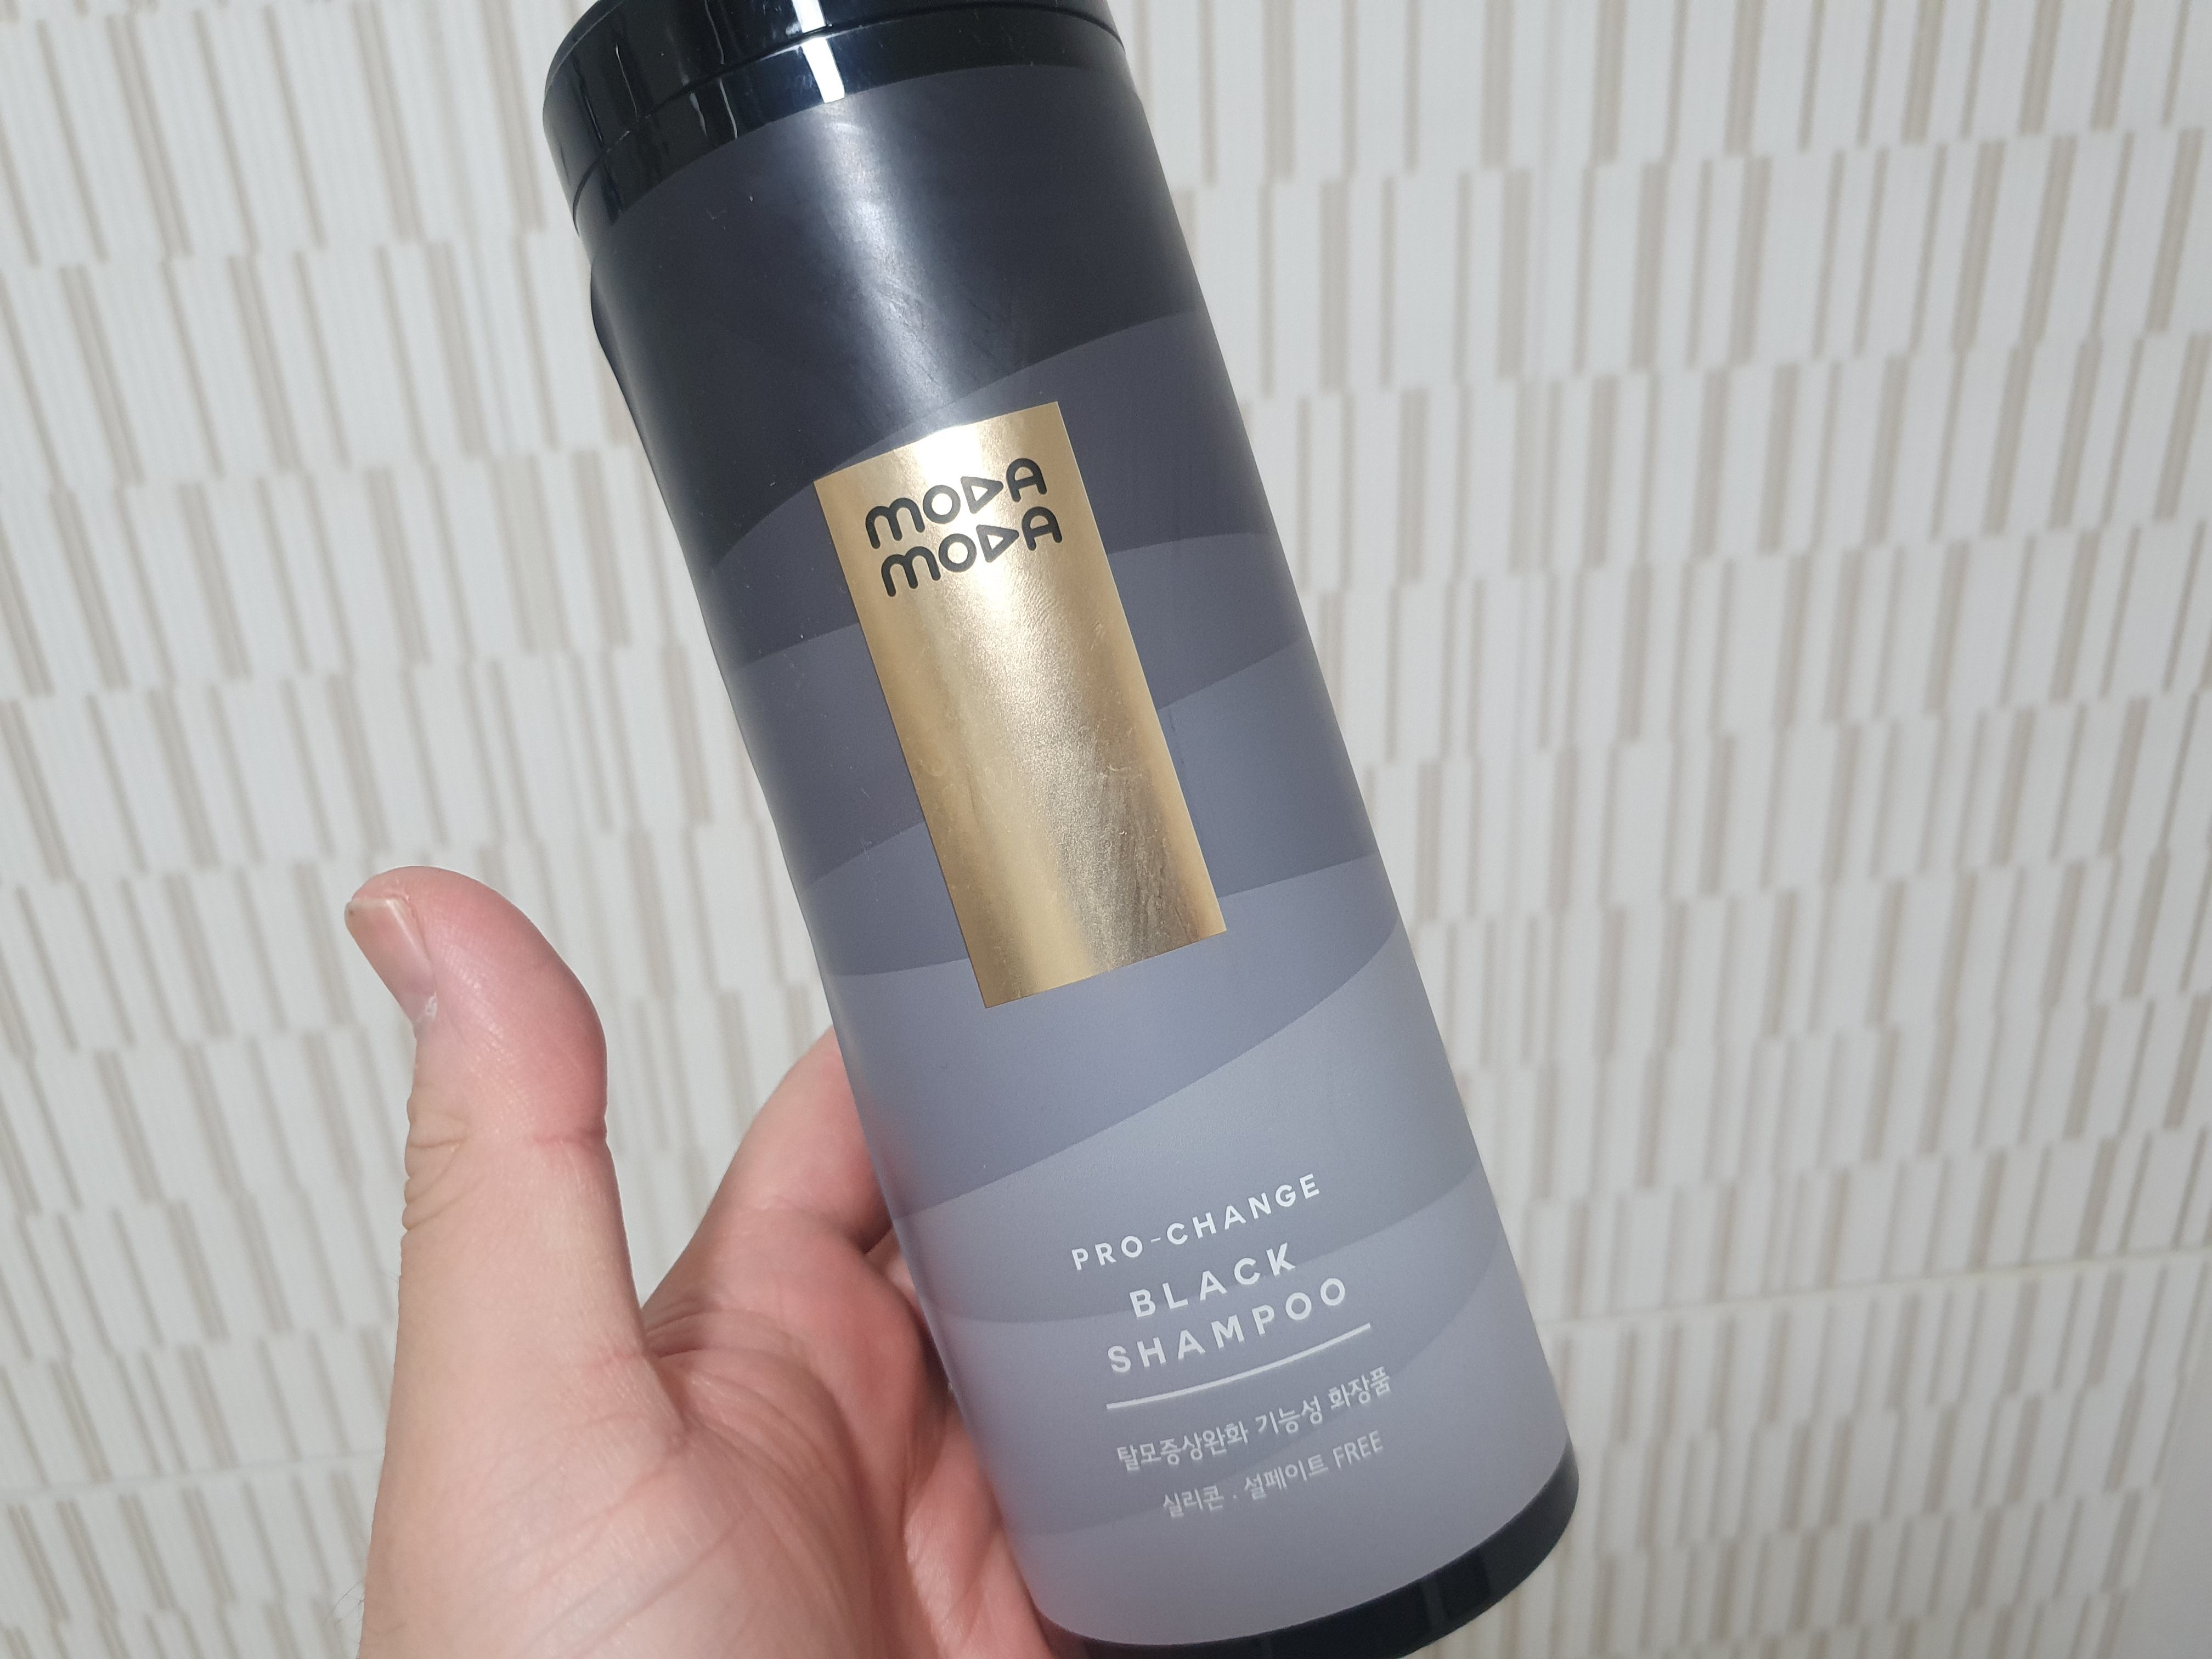 MODA
MODA
PRO-CHANGE
BLACK
SHAMPOO
탈모증상완화 기능성 화장품
실리콘 . 설페이트 FREE